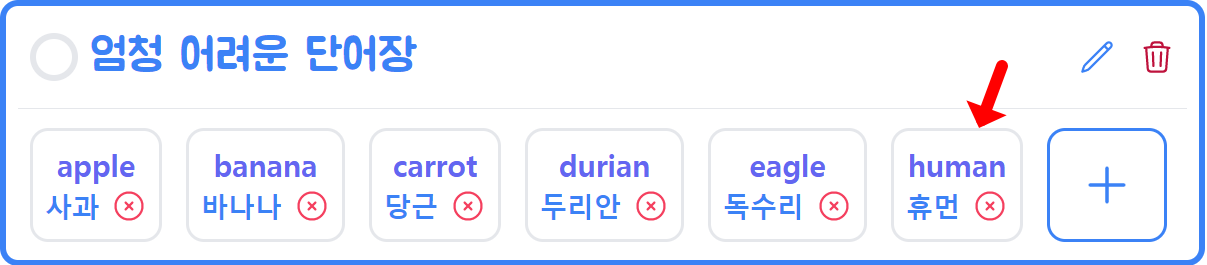 엄청 어려운 단어장
apple
사과
banana
바나나
carrot
당근
durian
두리안
eagle
독수리
human
휴먼